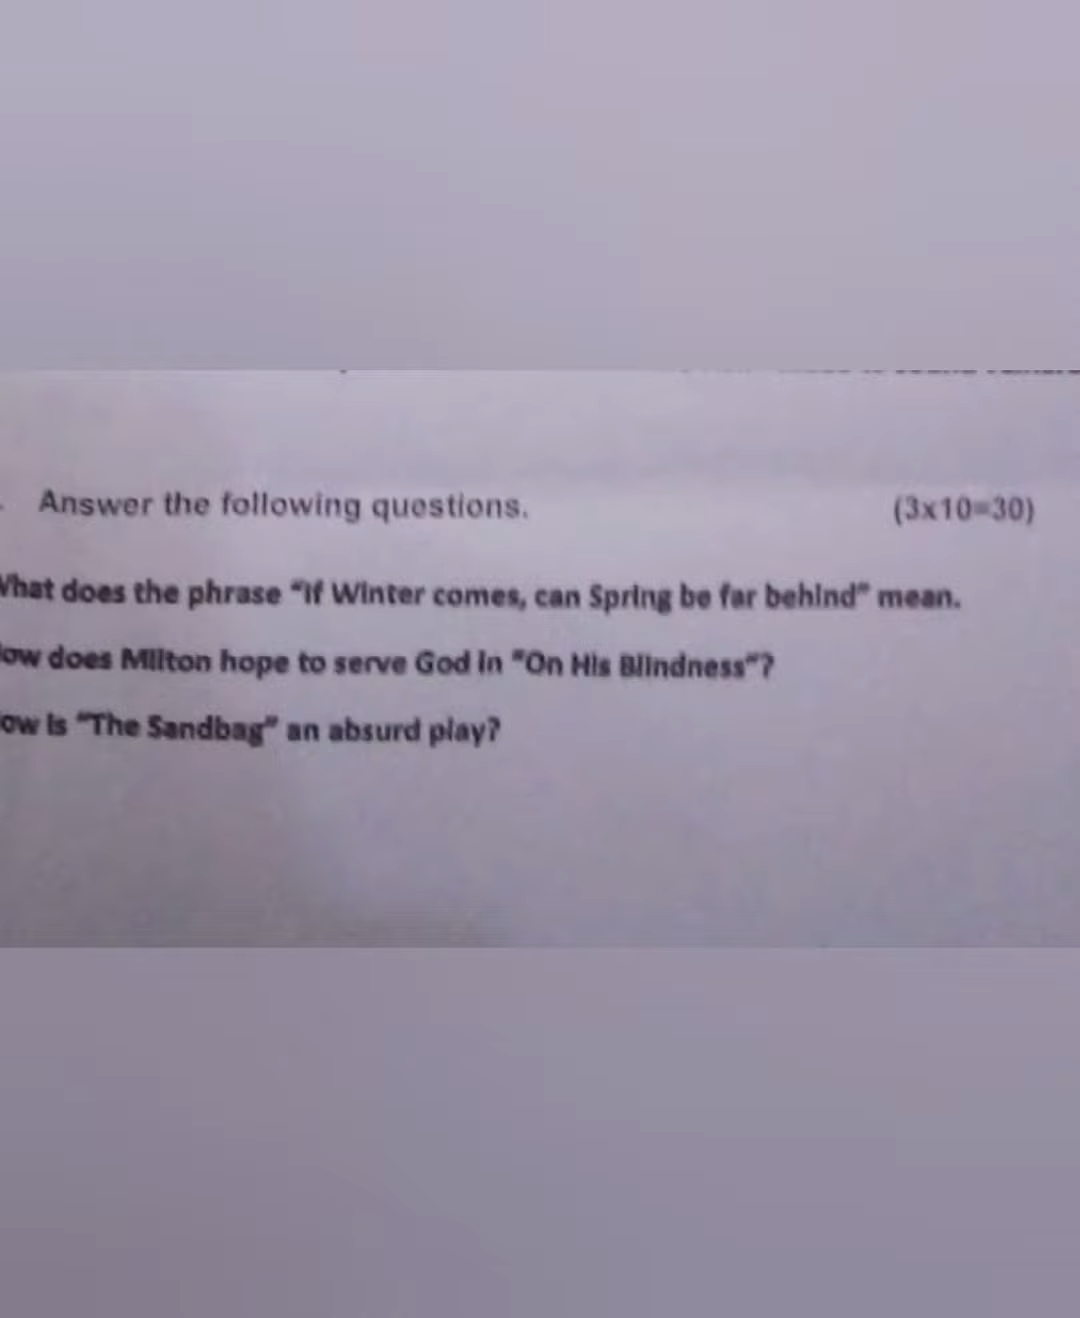 Answer the following questions. (3x10=30)
What does the phrase "If Winter comes, can Spring be far behind" mean.
ow does Milton hope to serve God in "On His Blindness"?
ow is "The Sandbag" an absurd play?